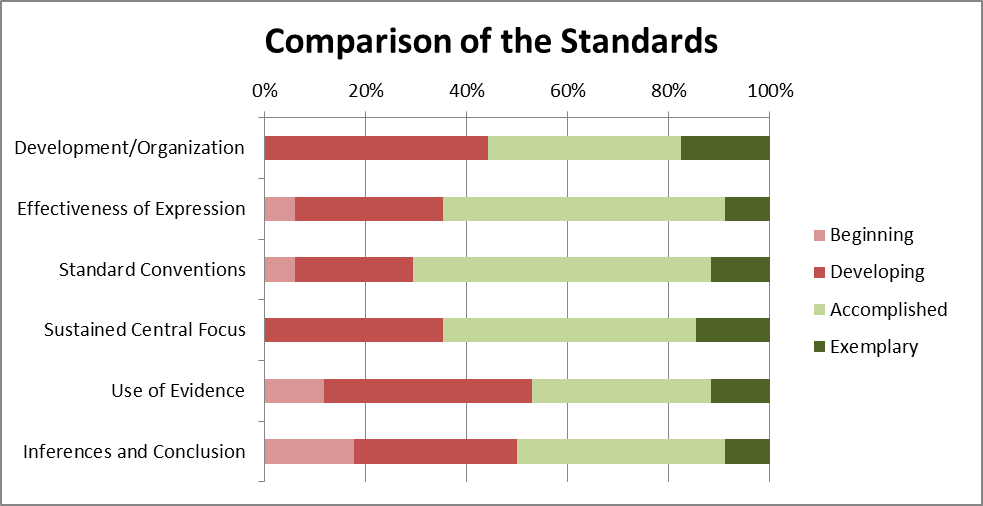 Comparison of the Standards
0% 20% 40% 60% 80% 100%
Development/Organization
Effectiveness of Expression
Standard Conventions
Sustained Central Focus
Use of Evidence
Inferences and Conclusion
Beginning
Developing
Accomplished
Exemplary